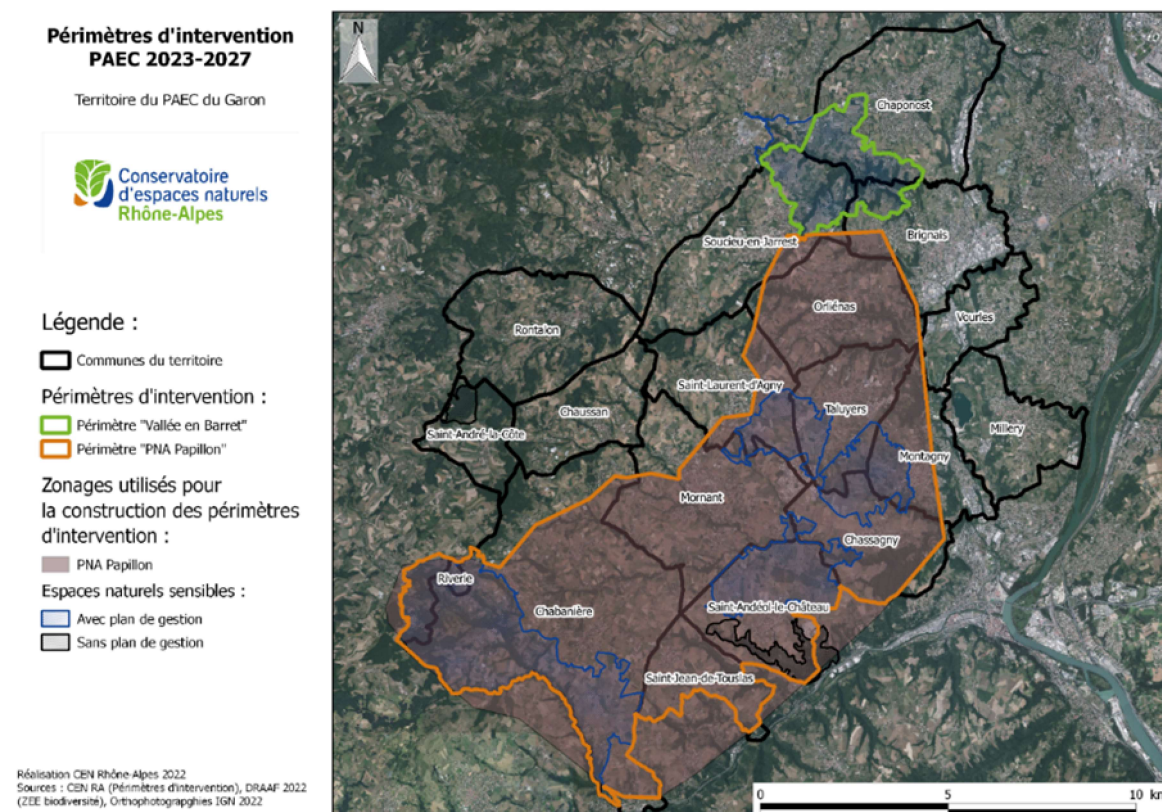 Périmètres d'intervention
PAEC 2023-2027
Territoire du PAEC du Garon
Conservatoire
d'espaces naturels
Rhône-Alpes
Légende :
Communes du territoire
Périmètres d'intervention :
Périmètre "Vallée en Barret"
Périmètre "PNA Papillon"
Zonages utilisés pour
la construction des périmètres
d'intervention :
PNA Papillon
Espaces naturels sensibles :
Avec plan de gestion
Sans plan de gestion
Réalisation CEN Rhône-Alpes 2022
Sources : CEN RA (Périmètres d'intervention), DRAAF 2022
(ZEE biodiversité), Orthophotograpghies IGN 2022
N
Chaponost
Soucieu-en-Jarrest
Brignais
Orliénas
Vourles
Rontalon
Saint-Laurent-d'Agny
Chaussan
Taluyers
Saint-André-la-Côte
Millery
Montagny
Mornant
Chassagny
Riverie
Chabanière
Saint-Andéol-le-Château
Saint-Jean-de-Touslas
0 5 10 km